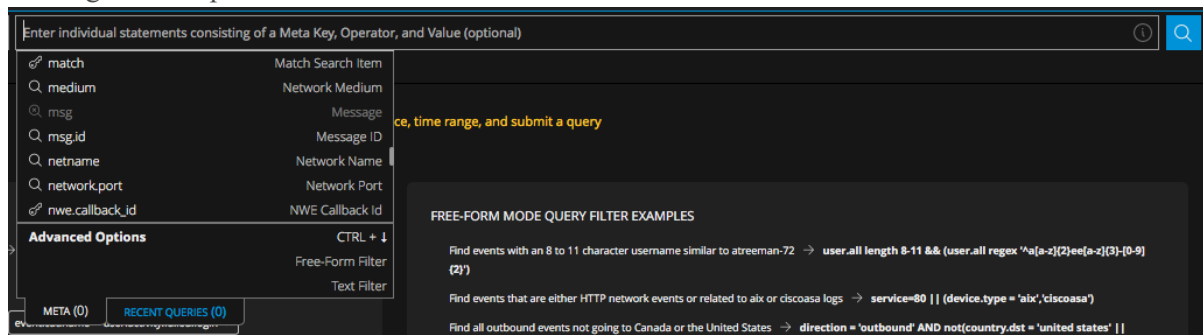 Enter individual statements consisting of a Meta Key, Operator, and Value (optional)
match Match Search Item
medium Network Medium
msg Message
ce, time range, and submit a query
msg.id Message ID
netname Network Name
network.port Network Port
nwe.callback_id NWE Callback Id
FREE-FORM MODE QUERY FILTER EXAMPLES
Advanced Options CTRL + ↓
Find events with an 8 to 11 character username similar to atreeman-72 → user.all length 8-11 && (user.all regex '^a[a-z]{2}ee[a-z]{3}-[0-9]
{2}')
Free-Form Filter
Text Filter
Find events that are either HTTP network events or related to aix or ciscoasa logs → service=80 || (device.type = 'aix','ciscoasa')
META (0) RECENT QUERIES (0)
Find all outbound events not going to Canada or the United States → direction = 'outbound' AND not(country.dst = 'united states' ||